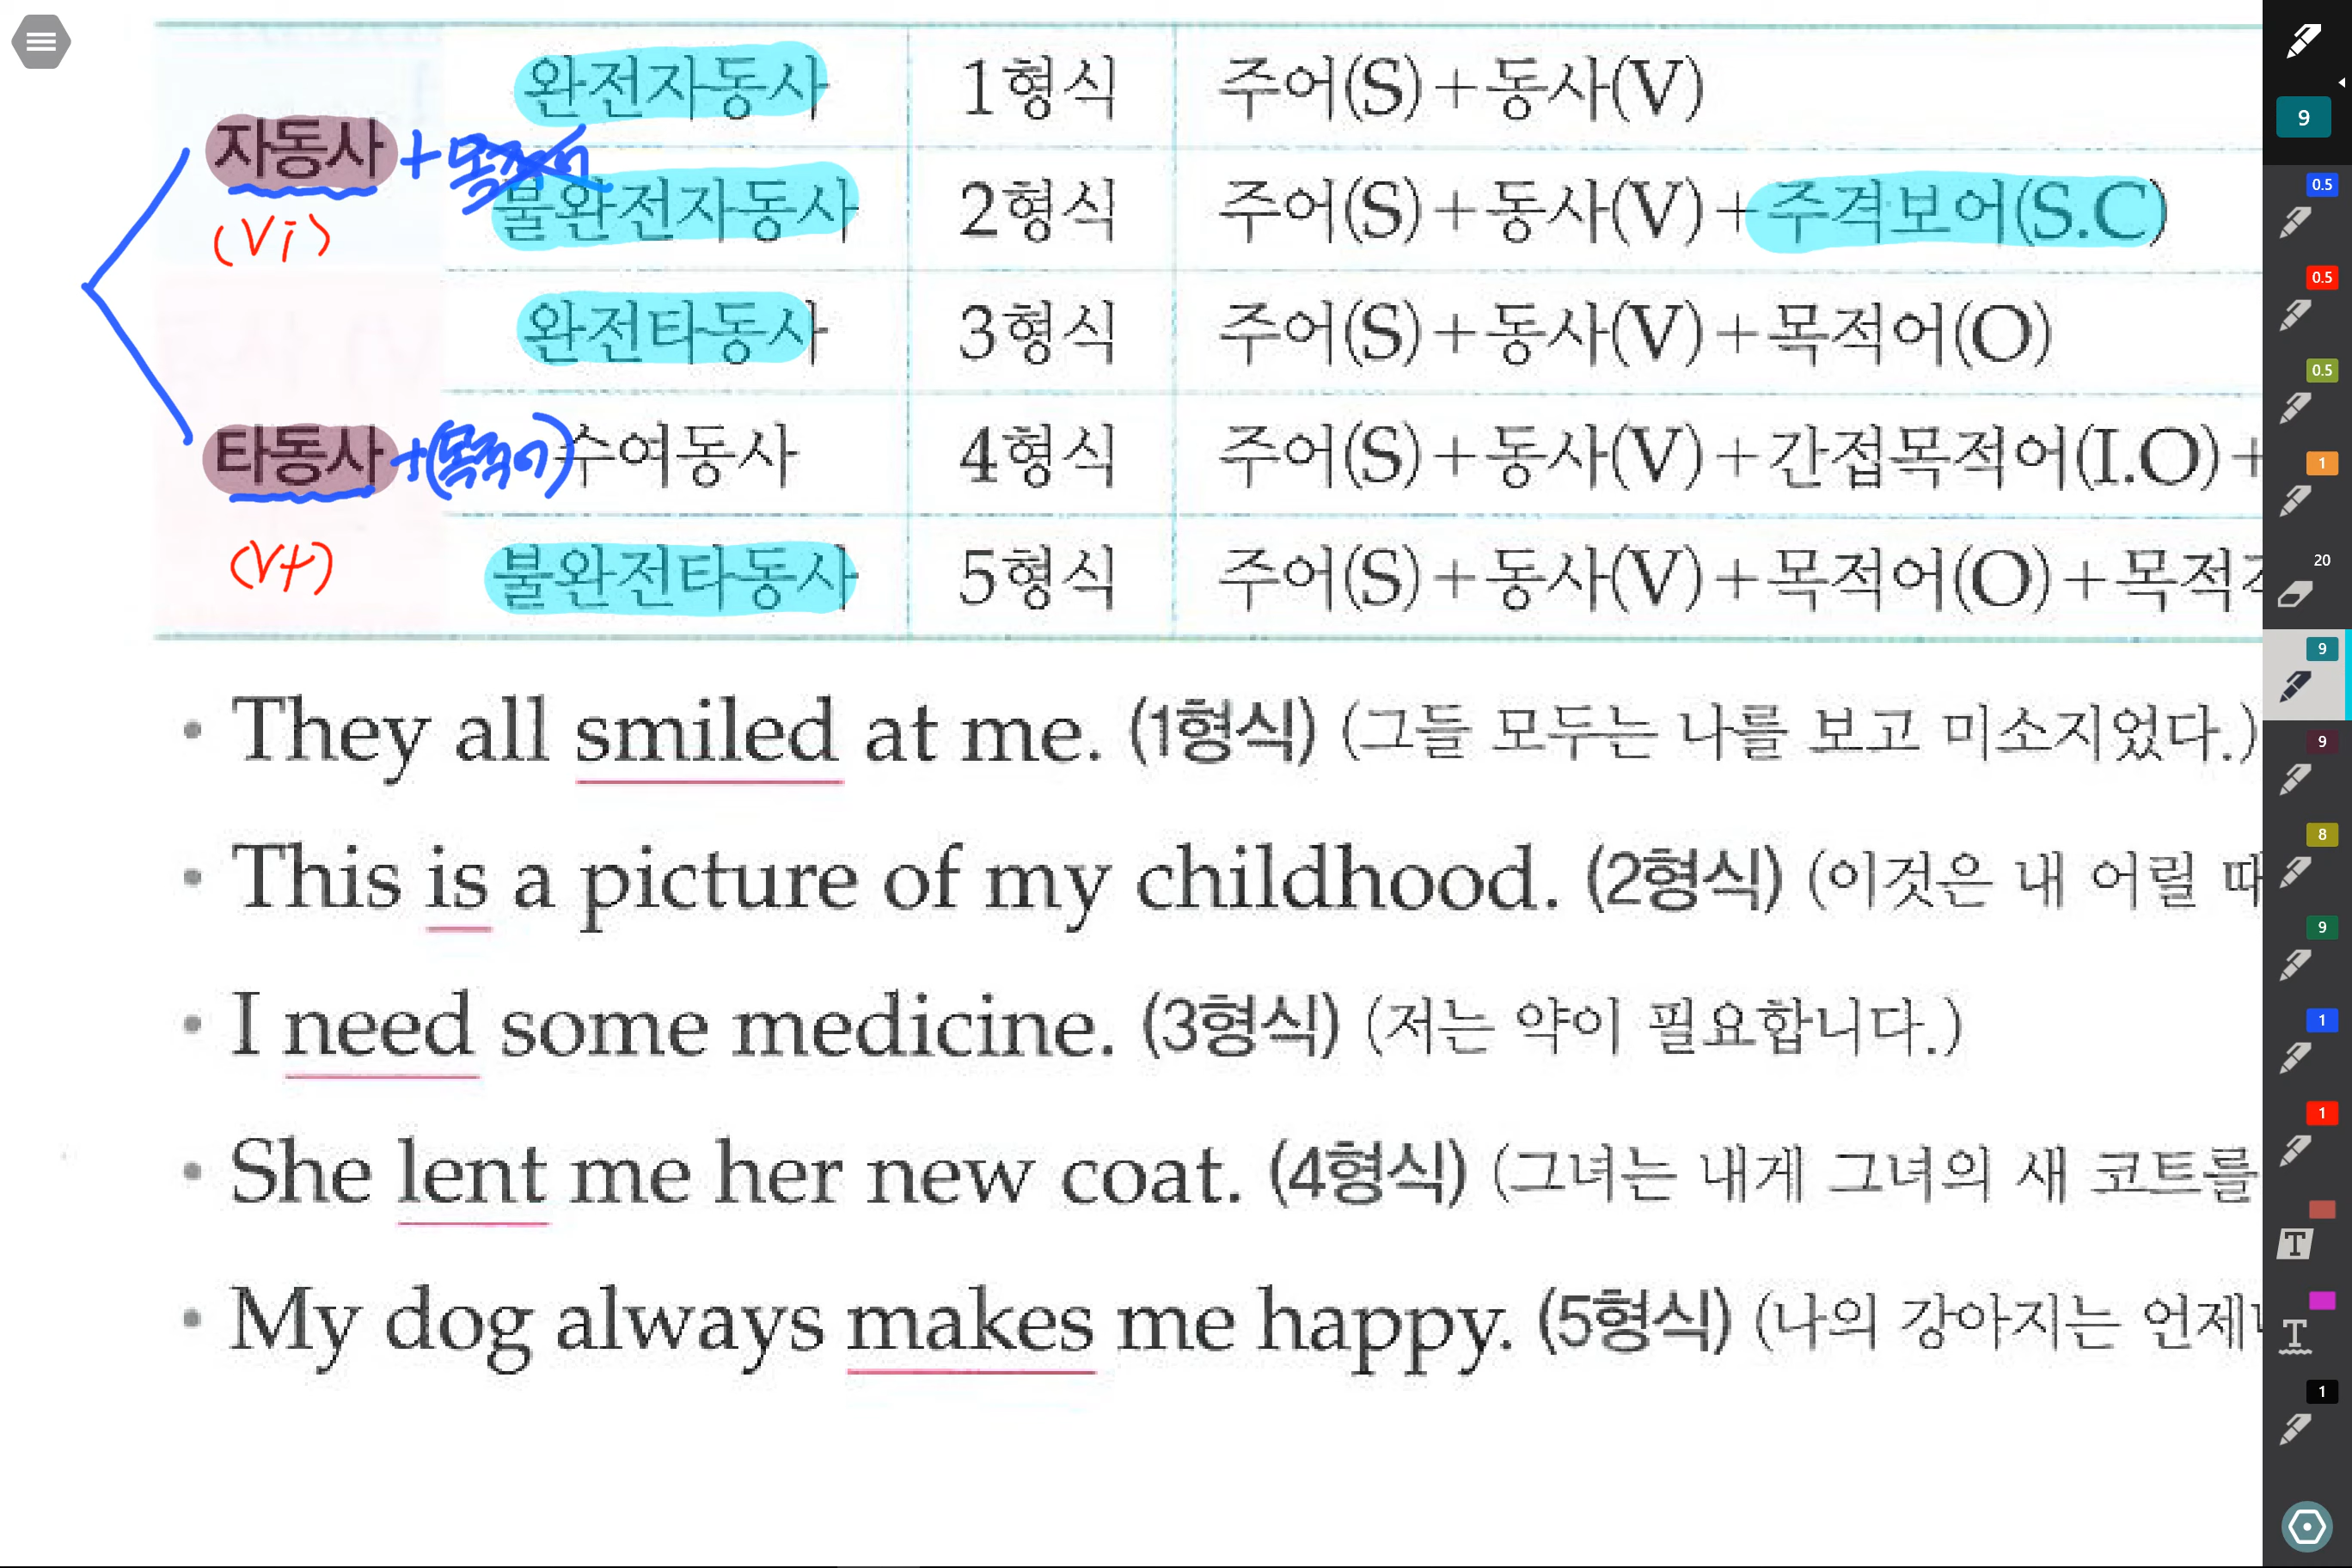 완전자동사 1형식 주어(S)+동사(V)
자동사 + 목적어
불완전자동사 2형식 주어(S)+동사(V)+주격보어(S.C)
(Vi)
완전타동사 3형식 주어(S)+동사(V)+목적어(O)
타동사 +(목적어) 수여동사 4형식 주어(S)+동사(V)+간접목적어(I.O)+
(Vt) 불완전타동사 5형식 주어(S)+동사(V)+목적어(O)+목적
• They all smiled at me. (1형식) (그들 모두는 나를 보고 미소지었다.)
• This is a picture of my childhood. (2형식) (이것은 내 어릴 때
• I need some medicine. (3형식) (저는 약이 필요합니다.)
• She lent me her new coat. (4형식) (그녀는 내게 그녀의 새 코트를
• My dog always makes me happy. (5형식) (나의 강아지는 언제
9
0.5
0.5
0.5
1
20
9
9
8
9
1
1
T
T
1